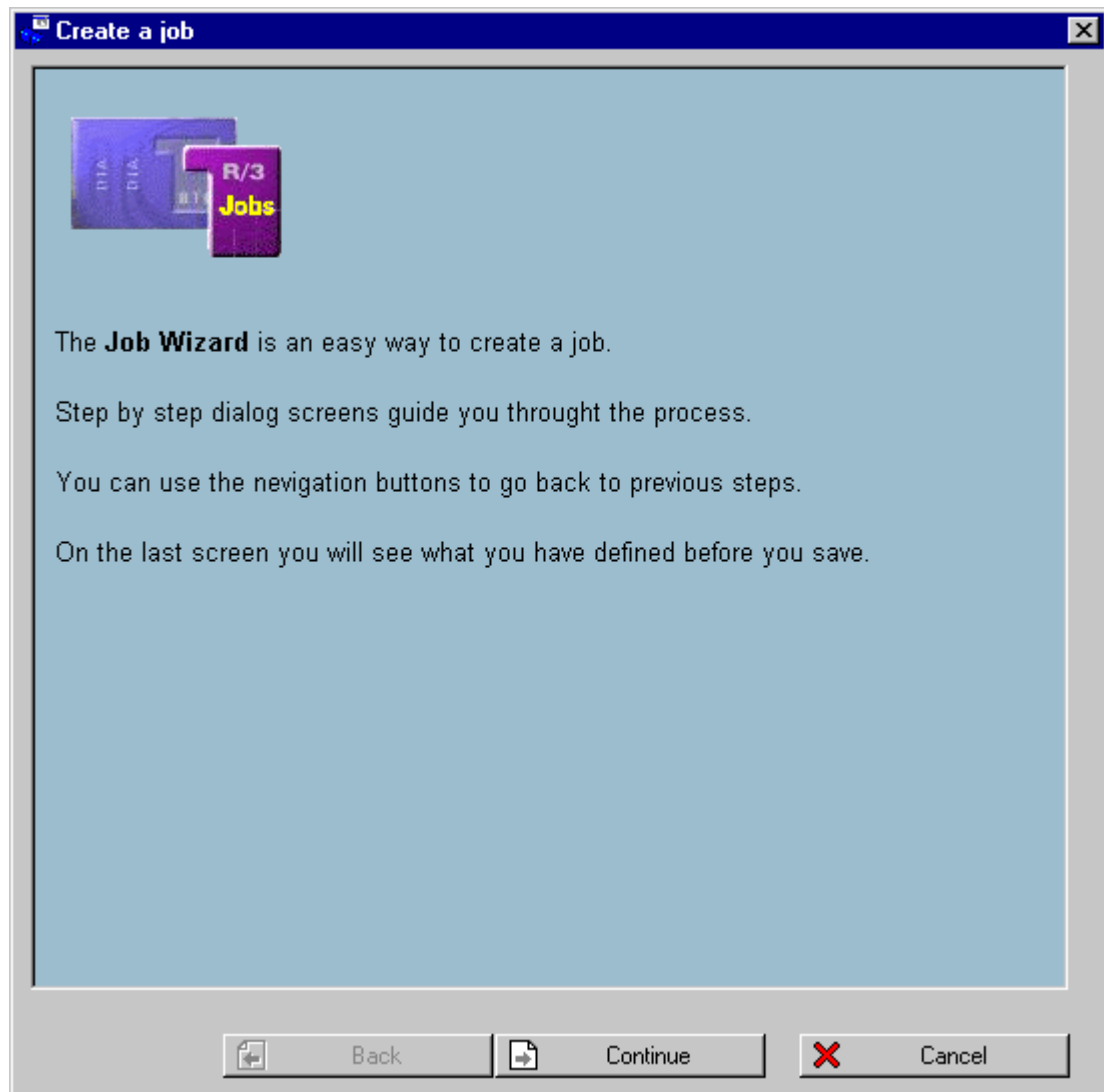 Create a job
DIA
DIA
R/3
Jobs
The Job Wizard is an easy way to create a job.
Step by step dialog screens guide you throught the process.
You can use the nevigation buttons to go back to previous steps.
On the last screen you will see what you have defined before you save.
Back
Continue
Cancel